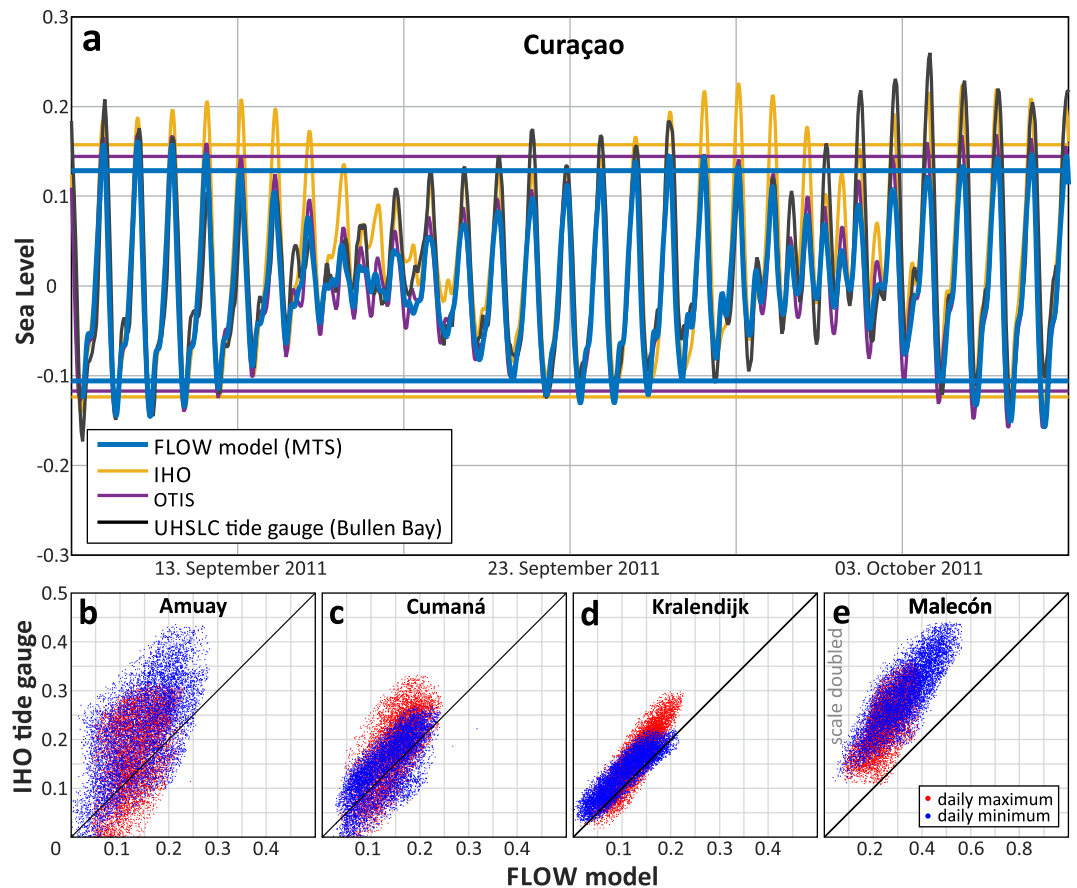 a
Curaçao
0.3
0.2
0.1
0
-0.1
-0.2
-0.3
Sea Level
FLOW model (MTS)
IHO
OTIS
UHSLC tide gauge (Bullen Bay)
13. September 2011
23. September 2011
03. October 2011
b
Amuay
c
Cumaná
d
Kralendijk
e
Malecón
0.5
0.4
0.3
0.2
0.1
IHO tide gauge
scale doubled
daily maximum
daily minimum
0 0.1 0.2 0.3 0.4
0.1 0.2 0.3 0.4
0.1 0.2 0.3 0.4
0.2 0.4 0.6 0.8
0
FLOW model